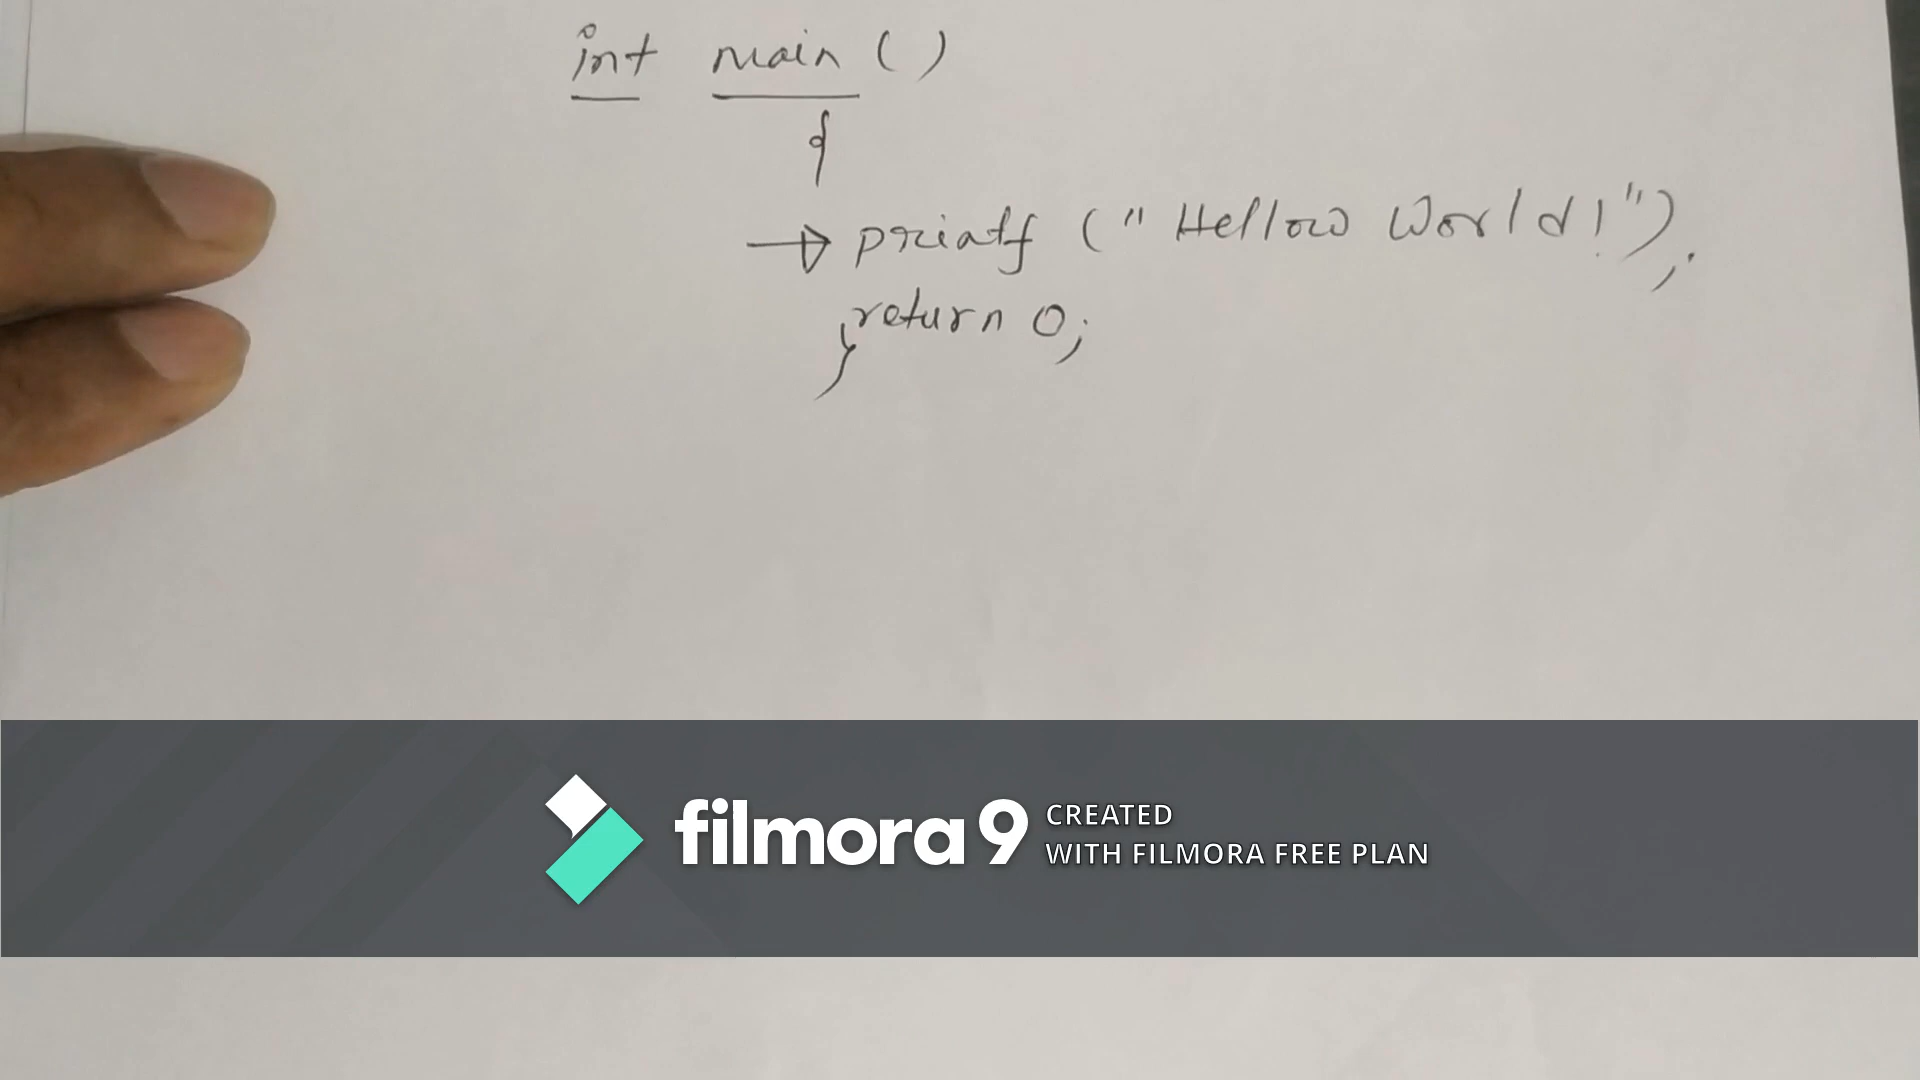 int main ()
{
→ printf ("Hellow World!");
return 0;
}
filmora9
CREATED
WITH FILMORA FREE PLAN